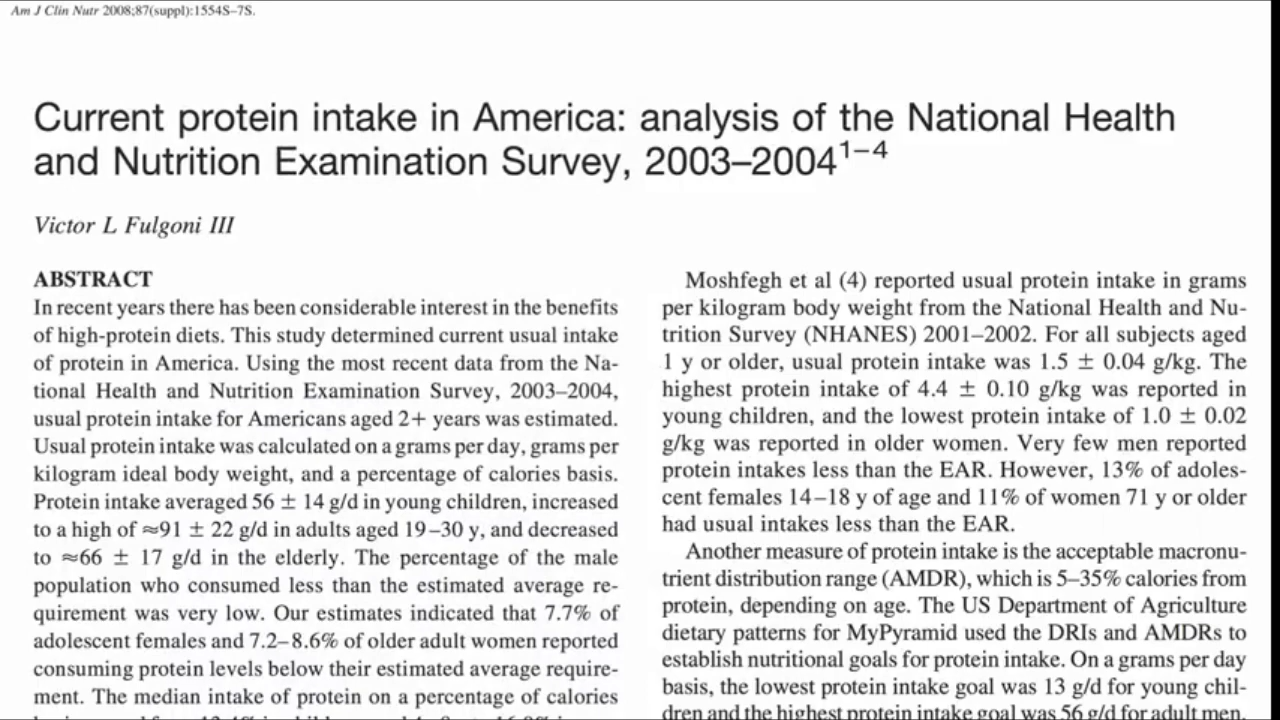 Am J Clin Nutr 2008;87(suppl):1554S–7S.
Current protein intake in America: analysis of the National Health
and Nutrition Examination Survey, 2003–2004¹⁻⁴
Victor L Fulgoni III
ABSTRACT
In recent years there has been considerable interest in the benefits
of high-protein diets. This study determined current usual intake
of protein in America. Using the most recent data from the Na-
tional Health and Nutrition Examination Survey, 2003–2004,
usual protein intake for Americans aged 2+ years was estimated.
Usual protein intake was calculated on a grams per day, grams per
kilogram ideal body weight, and a percentage of calories basis.
Protein intake averaged 56 ± 14 g/d in young children, increased
to a high of ≈91 ± 22 g/d in adults aged 19–30 y, and decreased
to ≈66 ± 17 g/d in the elderly. The percentage of the male
population who consumed less than the estimated average re-
quirement was very low. Our estimates indicated that 7.7% of
adolescent females and 7.2–8.6% of older adult women reported
consuming protein levels below their estimated average require-
ment. The median intake of protein on a percentage of calories
Moshfegh et al (4) reported usual protein intake in grams
per kilogram body weight from the National Health and Nu-
trition Survey (NHANES) 2001–2002. For all subjects aged
1 y or older, usual protein intake was 1.5 ± 0.04 g/kg. The
highest protein intake of 4.4 ± 0.10 g/kg was reported in
young children, and the lowest protein intake of 1.0 ± 0.02
g/kg was reported in older women. Very few men reported
protein intakes less than the EAR. However, 13% of adoles-
cent females 14–18 y of age and 11% of women 71 y or older
had usual intakes less than the EAR.
Another measure of protein intake is the acceptable macronu-
trient distribution range (AMDR), which is 5–35% calories from
protein, depending on age. The US Department of Agriculture
dietary patterns for MyPyramid used the DRIs and AMDRs to
establish nutritional goals for protein intake. On a grams per day
basis, the lowest protein intake goal was 13 g/d for young chil-
dren and the highest protein intake goal was 56 g/d for adult men.